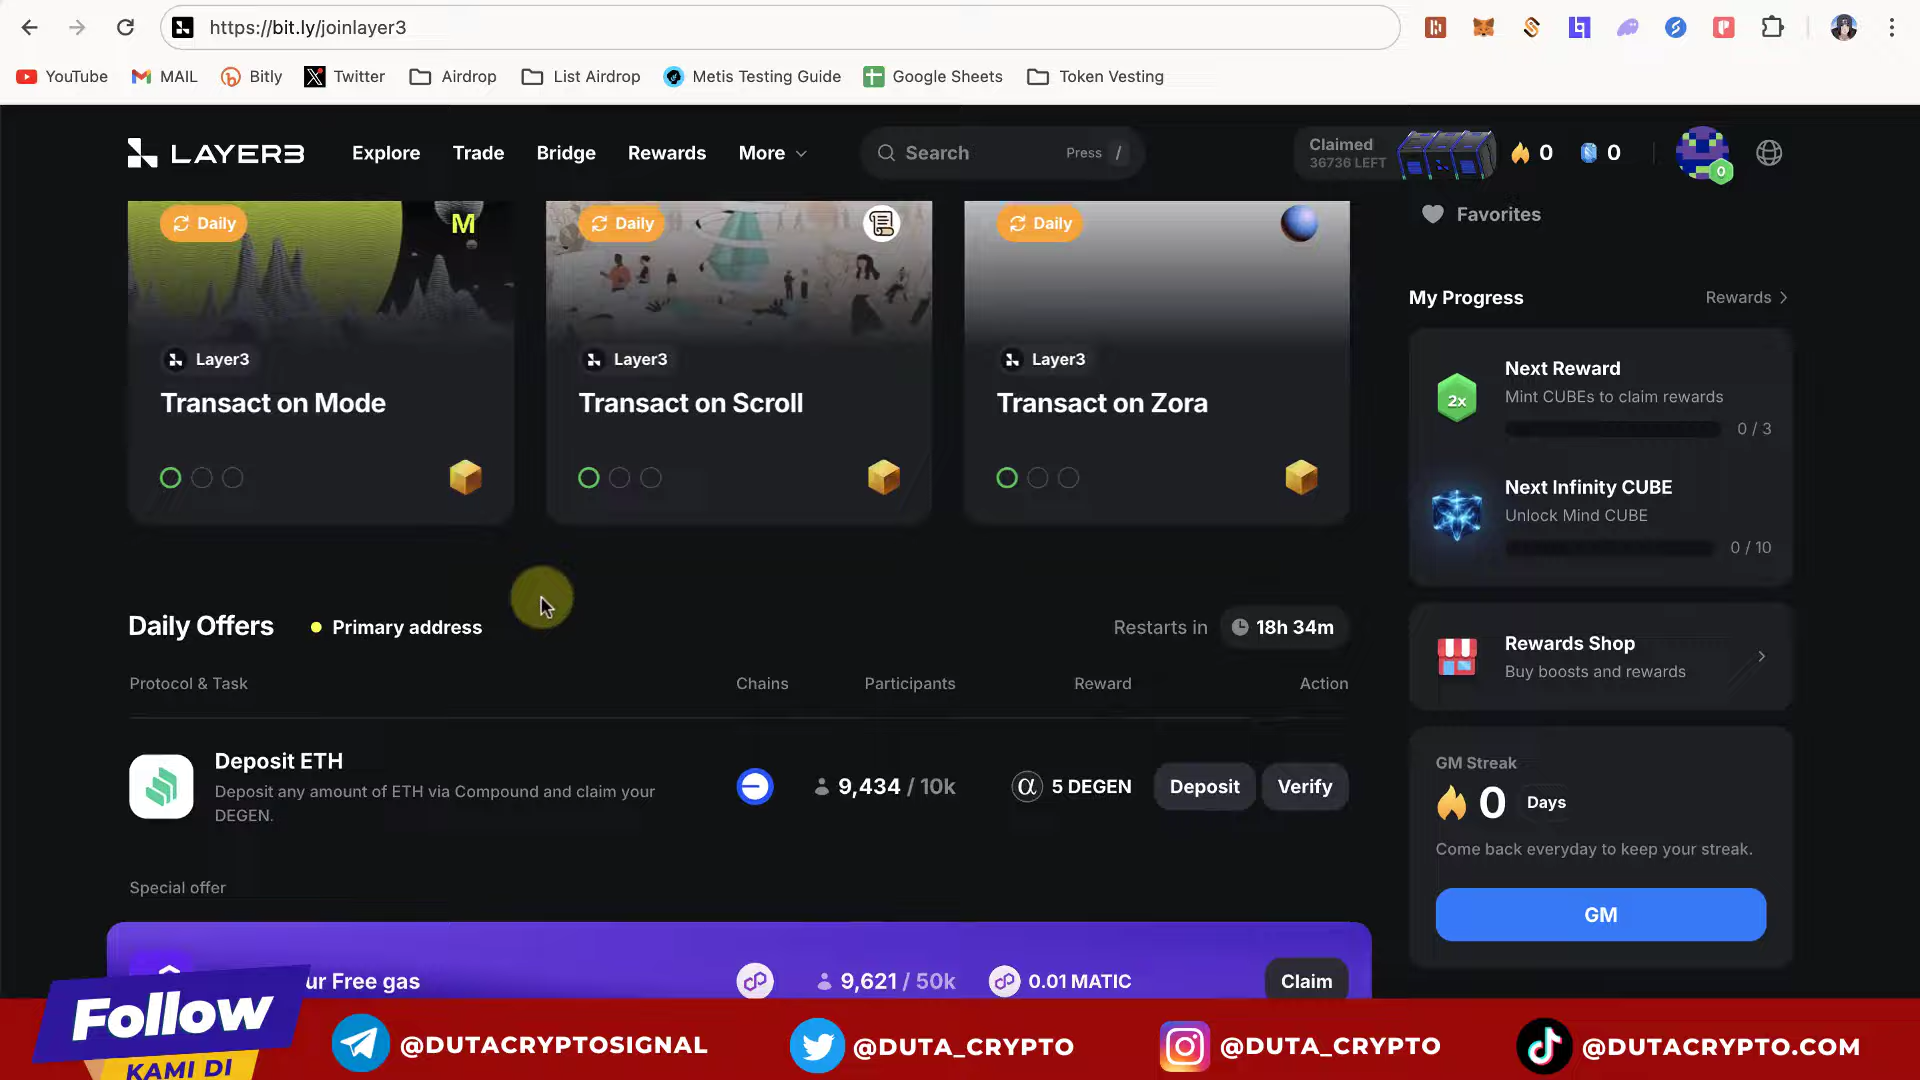 https://bit.ly/joinlayer3
YouTube MAIL Bitly Twitter Airdrop List Airdrop Metis Testing Guide Google Sheets Token Vesting
LAYER3 Explore Trade Bridge Rewards More Search Press / Claimed 36736 LEFT 0 0 0
Daily M Daily Daily
Favorites
Layer3 Layer3 Layer3
Transact on Mode Transact on Scroll Transact on Zora
My Progress Rewards
Next Reward
2x Mint CUBEs to claim rewards
0 / 3
Next Infinity CUBE
Unlock Mind CUBE
0 / 10
Daily Offers Primary address Restarts in 18h 34m
Protocol & Task Chains Participants Reward Action
Deposit ETH
Deposit any amount of ETH via Compound and claim your
DEGEN.
9,434 / 10k α 5 DEGEN Deposit Verify
Special offer
ur Free gas 9,621 / 50k 0.01 MATIC Claim
Rewards Shop
Buy boosts and rewards
GM Streak
0 Days
Come back everyday to keep your streak.
GM
Follow
KAMI DI
@DUTACRYPTOSIGNAL @DUTA_CRYPTO @DUTA_CRYPTO @DUTACRYPTO.COM